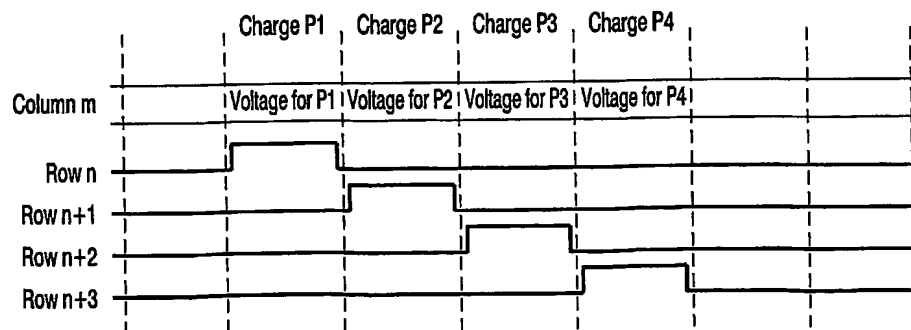 Charge P1 Charge P2 Charge P3 Charge P4
Column m Voltage for P1 Voltage for P2 Voltage for P3 Voltage for P4
Row n
Row n+1
Row n+2
Row n+3